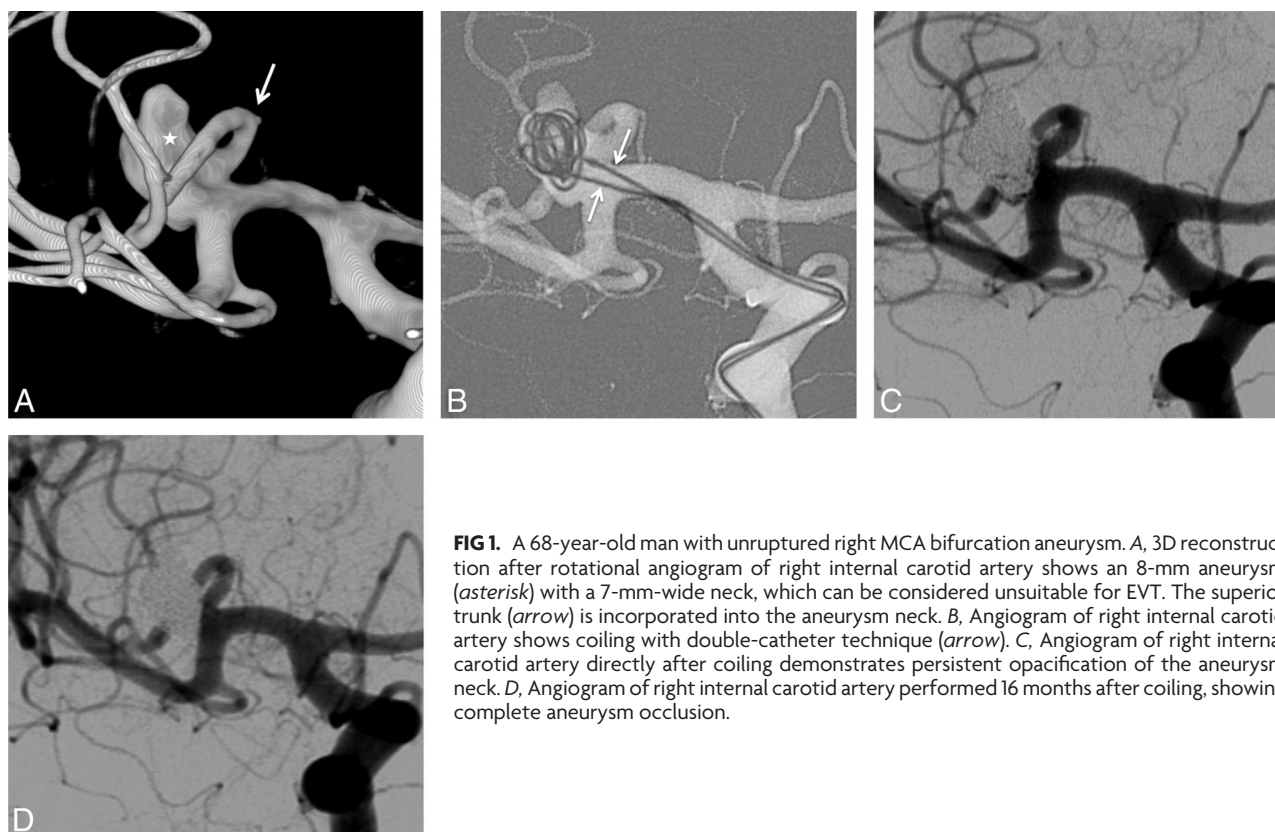 A
B
C
D
FIG 1. A 68-year-old man with unruptured right MCA bifurcation aneurysm. A, 3D reconstruc
tion after rotational angiogram of right internal carotid artery shows an 8-mm aneurysm
(asterisk) with a 7-mm-wide neck, which can be considered unsuitable for EVT. The superio
trunk (arrow) is incorporated into the aneurysm neck. B, Angiogram of right internal caroti
artery shows coiling with double-catheter technique (arrow). C, Angiogram of right interna
carotid artery directly after coiling demonstrates persistent opacification of the aneurysm
neck. D, Angiogram of right internal carotid artery performed 16 months after coiling, showin
complete aneurysm occlusion.